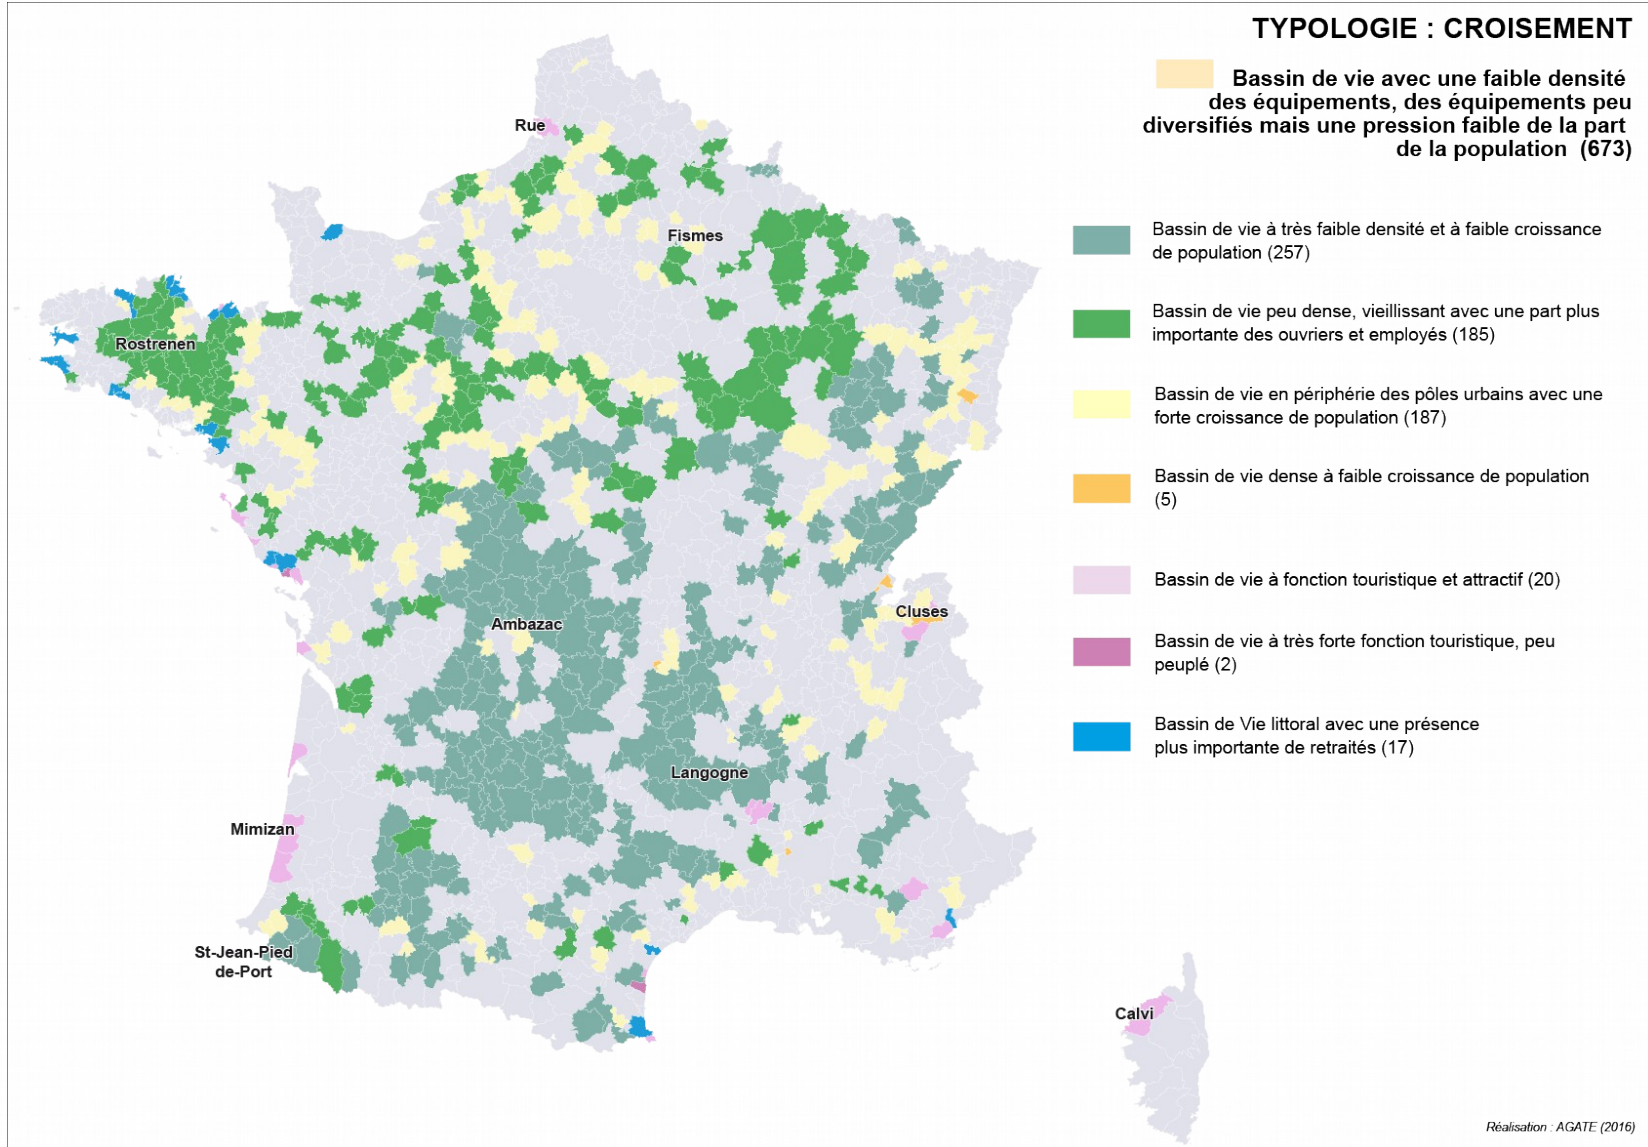 TYPOLOGIE : CROISEMENT
Bassin de vie avec une faible densité
des équipements, des équipements peu
diversifiés mais une pression faible de la part
de la population (673)
Bassin de vie à très faible densité et à faible croissance
de population (257)
Bassin de vie peu dense, vieillissant avec une part plus
importante des ouvriers et employés (185)
Bassin de vie en périphérie des pôles urbains avec une
forte croissance de population (187)
Bassin de vie dense à faible croissance de population
(5)
Bassin de vie à fonction touristique et attractif (20)
Bassin de vie à très forte fonction touristique, peu
peuplé (2)
Bassin de Vie littoral avec une présence
plus importante de retraités (17)
Rue
Fismes
Rostrenen
Cluses
Ambazac
Langogne
Mimizan
St-Jean-Pied
de-Port
Calvi
Réalisation : AGATE (2016)